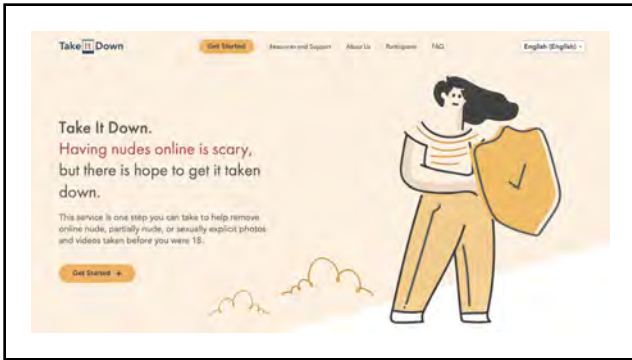 Take It Down
Get Started
Resources and Support
About Us
Participants
FAQ
English (English)
Take It Down.
Having nudes online is scary,
but there is hope to get it taken
down.
This service is one step you can take to help remove
online nude, partially nude, or sexually explicit photos
and videos taken before you were 18.
Get Started +